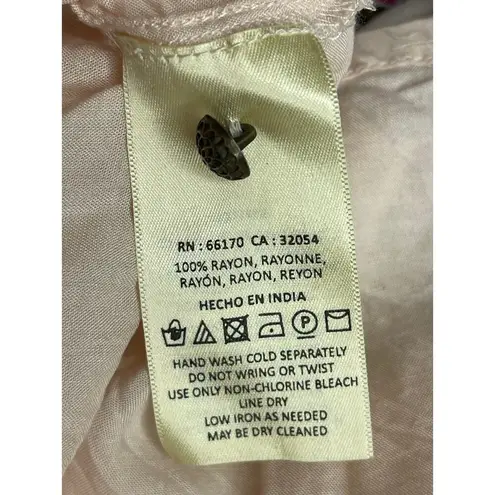 RN : 66170 CA : 32054
100% RAYON, RAYONNE,
RAYÓN, RAYON, REYON
HECHO EN INDIA
P
HAND WASH COLD SEPARATELY
DO NOT WRING OR TWIST
USE ONLY NON-CHLORINE BLEACH
LINE DRY
LOW IRON AS NEEDED
MAY BE DRY CLEANED